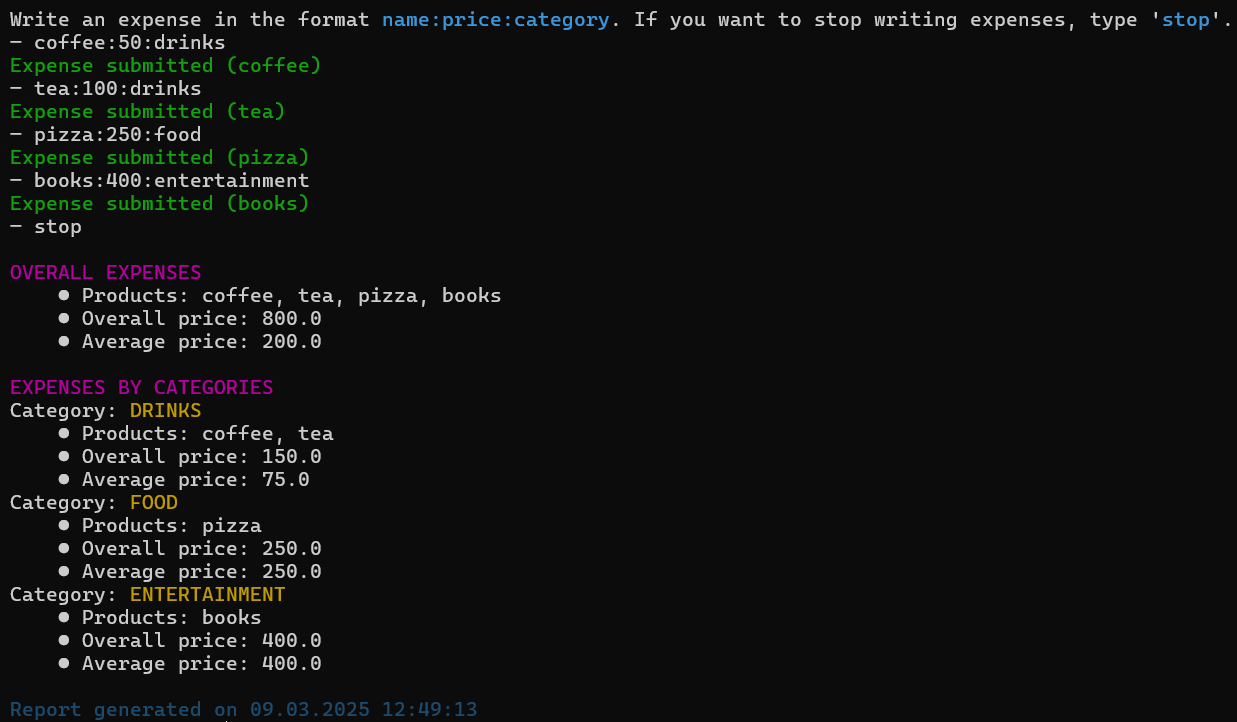 Write an expense in the format name:price:category. If you want to stop writing expenses, type 'stop'.
– coffee:50:drinks
Expense submitted (coffee)
– tea:100:drinks
Expense submitted (tea)
– pizza:250:food
Expense submitted (pizza)
– books:400:entertainment
Expense submitted (books)
– stop
OVERALL EXPENSES
● Products: coffee, tea, pizza, books
● Overall price: 800.0
● Average price: 200.0
EXPENSES BY CATEGORIES
Category: DRINKS
● Products: coffee, tea
● Overall price: 150.0
● Average price: 75.0
Category: FOOD
● Products: pizza
● Overall price: 250.0
● Average price: 250.0
Category: ENTERTAINMENT
● Products: books
● Overall price: 400.0
● Average price: 400.0
Report generated on 09.03.2025 12:49:13